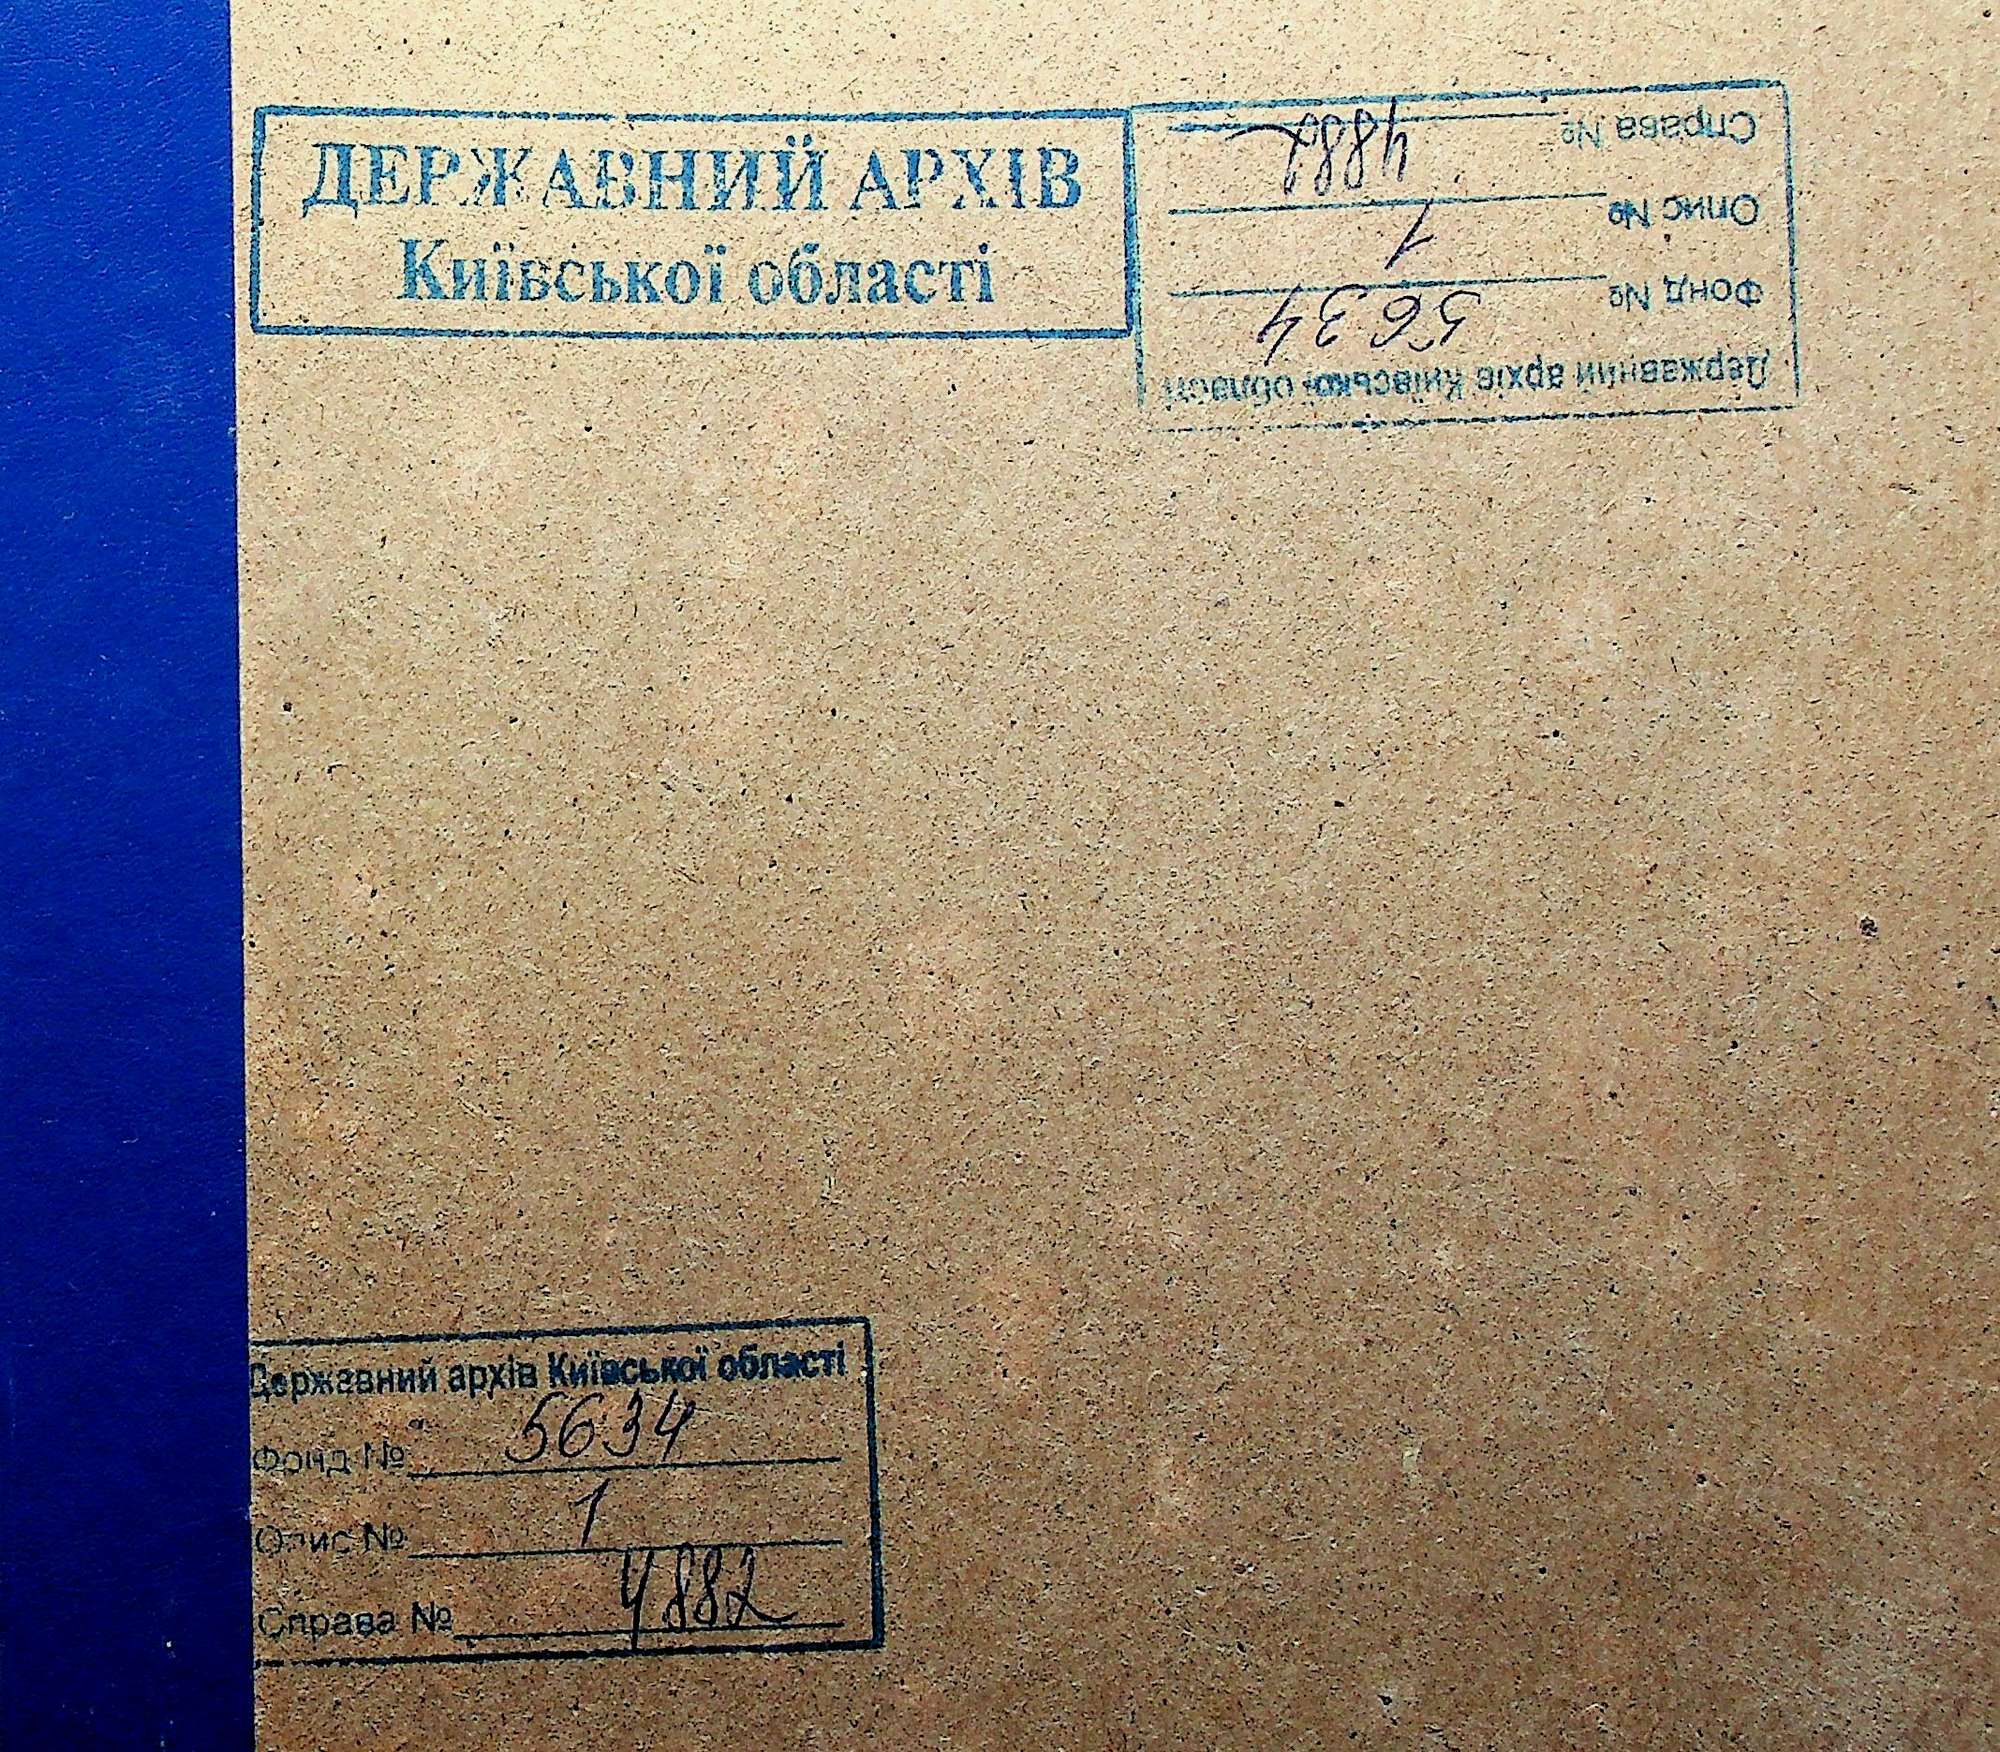 ДЕРЖАВНИЙ АРХІВ
Київської області
Державний архів Київської області
Фонд № 5634
Опис № 1
Справа № 4882
Державний архів Київської області
Фонд № 5634
Опис № 1
Справа № 4882